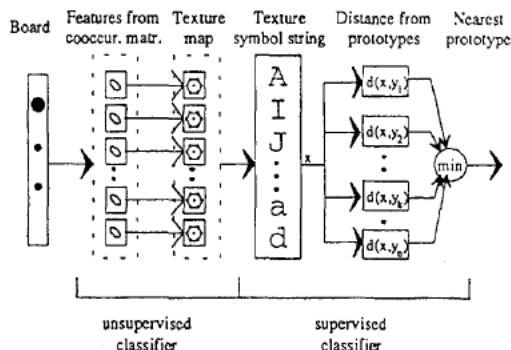 Board
Features from
cooccur. matr.
Texture
map
Texture
symbol string
Distance from
prototypes
Nearest
prototype
A
I
J
a
d
x
d(x,y₁)
d(x,y₂)
d(x,yₖ)
d(x,yₙ)
min
unsupervised
classifier
supervised
classifier